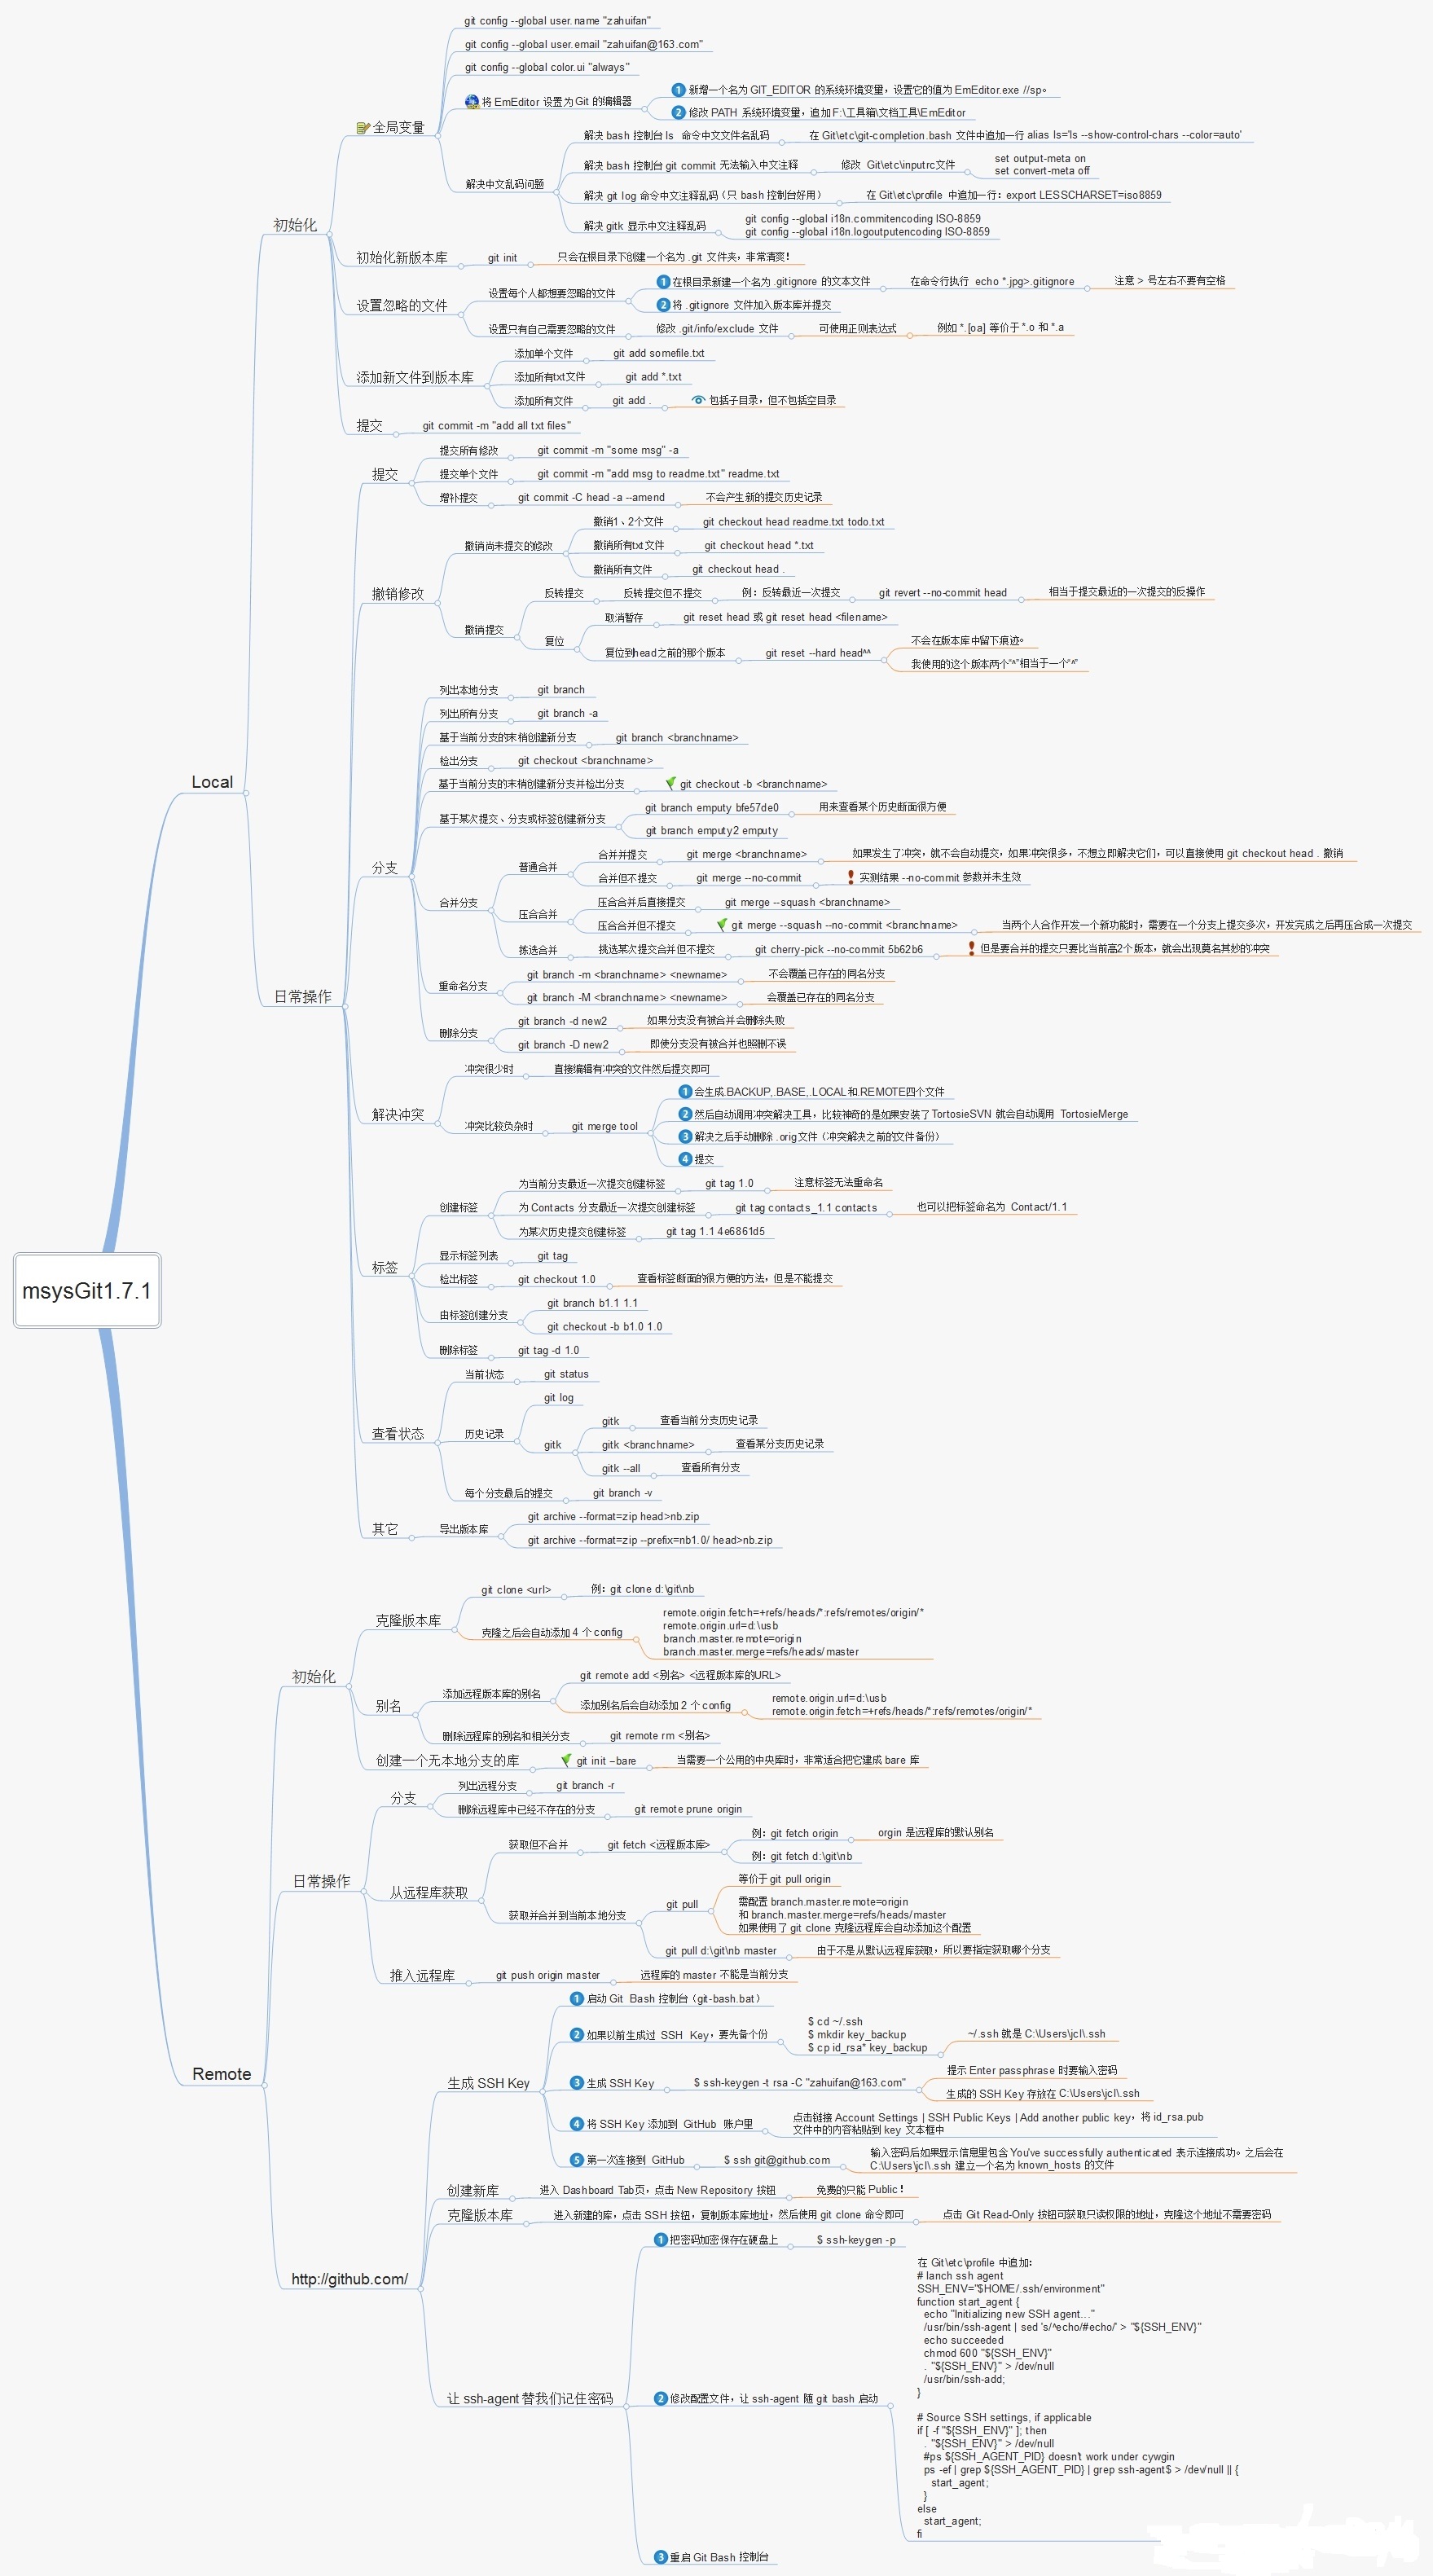 msysGit1.7.1
Local
初始化
全局变量
git config --global user.name "zahuifan"
git config --global user.email "zahuifan@163.com"
git config --global color.ui "always"
将 EmEditor 设置为 Git 的编辑器
1 新增一个名为 GIT_EDITOR 的系统环境变量，设置它的值为 EmEditor.exe //sp。
2 修改 PATH 系统环境变量，追加 F:\工具箱\文档工具\EmEditor
解决中文乱码问题
解决 bash 控制台 ls 命令中文文件名乱码
在 Git\etc\git-completion.bash 文件中追加一行 alias ls='ls --show-control-chars --color=auto'
解决 bash 控制台 git commit 无法输入中文注释
修改 Git\etc\inputrc文件
set output-meta on
set convert-meta off
解决 git log 命令中文注释乱码（只 bash 控制台好用）
在 Git\etc\profile 中追加一行：export LESSCHARSET=iso8859
解决 gitk 显示中文注释乱码
git config --global i18n.commitencoding ISO-8859
git config --global i18n.logoutputencoding ISO-8859
初始化新版本库
git init
只会在根目录下创建一个名为 .git 文件夹，非常清爽！
设置忽略的文件
设置每个人都想要忽略的文件
1 在根目录新建一个名为 .gitignore 的文本文件
在命令行执行 echo *.jpg>.gitignore
注意 > 号左右不要有空格
2 将 .gitignore 文件加入版本库并提交
设置只有自己需要忽略的文件
修改 .git/info/exclude 文件
可使用正则表达式
例如 *.[oa] 等价于 *.o 和 *.a
添加新文件到版本库
添加单个文件
git add somefile.txt
添加所有txt文件
git add *.txt
添加所有文件
git add .
包括子目录，但不包括空目录
提交
git commit -m "add all txt files"
日常操作
提交
提交所有修改
git commit -m "some msg" -a
提交单个文件
git commit -m "add msg to readme.txt" readme.txt
增补提交
git commit -C head -a --amend
不会产生新的提交历史记录
撤销修改
撤销尚未提交的修改
撤销1、2个文件
git checkout head readme.txt todo.txt
撤销所有txt文件
git checkout head *.txt
撤销所有文件
git checkout head .
撤销提交
反转提交
反转提交但不提交
例：反转最近一次提交
git revert --no-commit head
相当于提交最近的一次提交的反操作
复位
取消暂存
git reset head 或 git reset head <filename>
复位到head之前的那个版本
git reset --hard head^^
不会在版本库中留下痕迹。
我使用的这个版本两个“^”相当于一个“^”
分支
列出本地分支
git branch
列出所有分支
git branch -a
基于当前分支的末梢创建新分支
git branch <branchname>
检出分支
git checkout <branchname>
基于当前分支的末梢创建新分支并检出分支
git checkout -b <branchname>
基于某次提交、分支或标签创建新分支
git branch emputy bfe57de0
用来查看某个历史断面很方便
git branch emputy2 emputy
合并分支
普通合并
合并并提交
git merge <branchname>
如果发生了冲突，就不会自动提交，如果冲突很多，不想立即解决它们，可以直接使用 git checkout head . 撤销
合并但不提交
git merge --no-commit
实测结果 --no-commit 参数并未生效
压合合并
压合合并后直接提交
git merge --squash <branchname>
压合合并但不提交
git merge --squash --no-commit <branchname>
当两个人合作开发一个新功能时，需要在一个分支上提交多次，开发完成之后再压合成一次提交
拣选合并
挑选某次提交合并但不提交
git cherry-pick --no-commit 5b62b6
但是要合并的提交只要比当前高2个版本，就会出现莫名其妙的冲突
重命名分支
git branch -m <branchname> <newname>
不会覆盖已存在的同名分支
git branch -M <branchname> <newname>
会覆盖已存在的同名分支
删除分支
git branch -d new2
如果分支没有被合并会删除失败
git branch -D new2
即使分支没有被合并也照删不误
解决冲突
冲突很少时
直接编辑有冲突的文件然后提交即可
冲突比较负杂时
git merge tool
1 会生成.BACKUP,.BASE,.LOCAL和.REMOTE四个文件
2 然后自动调用冲突解决工具，比较神奇的是如果安装了TortosieSVN 就会自动调用 TortosieMerge
3 解决之后手动删除 .orig文件（冲突解决之前的文件备份）
4 提交
标签
创建标签
为当前分支最近一次提交创建标签
git tag 1.0
注意标签无法重命名
为 Contacts 分支最近一次提交创建标签
git tag contacts_1.1 contacts
也可以把标签命名为 Contact/1.1
为某次历史提交创建标签
git tag 1.1 4e6861d5
显示标签列表
git tag
检出标签
git checkout 1.0
查看标签断面的很方便的方法，但是不能提交
由标签创建分支
git branch b1.1 1.1
git checkout -b b1.0 1.0
删除标签
git tag -d 1.0
查看状态
当前状态
git status
历史记录
git log
gitk
gitk
查看当前分支历史记录
gitk <branchname>
查看某分支历史记录
gitk --all
查看所有分支
每个分支最后的提交
git branch -v
其它
导出版本库
git archive --format=zip head>nb.zip
git archive --format=zip --prefix=nb1.0/ head>nb.zip
Remote
初始化
克隆版本库
git clone <url>
例：git clone d:\git\nb
克隆之后会自动添加 4 个 config
remote.origin.fetch=+refs/heads/*:refs/remotes/origin/*
remote.origin.url=d:\usb
branch.master.remote=origin
branch.master.merge=refs/heads/master
别名
添加远程版本库的别名
git remote add <别名> <远程版本库的URL>
添加别名后会自动添加 2 个 config
remote.origin.url=d:\usb
remote.origin.fetch=+refs/heads/*:refs/remotes/origin/*
删除远程库的别名和相关分支
git remote rm <别名>
创建一个无本地分支的库
git init –bare
当需要一个公用的中央库时，非常适合把它建成 bare 库
日常操作
分支
列出远程分支
git branch -r
删除远程库中已经不存在的分支
git remote prune origin
从远程库获取
获取但不合并
git fetch <远程版本库>
例：git fetch origin
orgin 是远程库的默认别名
例：git fetch d:\git\nb
获取并合并到当前本地分支
git pull
等价于 git pull origin
需配置 branch.master.remote=origin
和 branch.master.merge=refs/heads/master
如果使用了 git clone 克隆远程库会自动添加这个配置
git pull d:\git\nb master
由于不是从默认远程库获取，所以要指定获取哪个分支
推入远程库
git push origin master
远程库的 master 不能是当前分支
http://github.com/
生成 SSH Key
1 启动 Git Bash 控制台（git-bash.bat）
2 如果以前生成过 SSH Key，要先备个份
$ cd ~/.ssh
$ mkdir key_backup
$ cp id_rsa* key_backup
~/.ssh 就是 C:\Users\jcl\.ssh
3 生成 SSH Key
$ ssh-keygen -t rsa -C "zahuifan@163.com"
提示 Enter passphrase 时要输入密码
生成的 SSH Key 存放在 C:\Users\jcl\.ssh
4 将 SSH Key 添加到 GitHub 账户里
点击链接 Account Settings | SSH Public Keys | Add another public key，将 id_rsa.pub
文件中的内容粘贴到 key 文本框中
5 第一次连接到 GitHub
$ ssh git@github.com
输入密码后如果显示信息里包含 You've successfully authenticated 表示连接成功。之后会在
C:\Users\jcl\.ssh 建立一个名为 known_hosts 的文件
创建新库
进入 Dashboard Tab页，点击 New Repository 按钮
免费的只能 Public！
克隆版本库
进入新建的库，点击 SSH 按钮，复制版本库地址，然后使用 git clone 命令即可
点击 Git Read-Only 按钮可获取只读权限的地址，克隆这个地址不需要密码
让 ssh-agent 替我们记住密码
1 把密码加密保存在硬盘上
$ ssh-keygen -p
2 修改配置文件，让 ssh-agent 随 git bash 启动
在 Git\etc\profile 中追加：
# lanch ssh agent
SSH_ENV="$HOME/.ssh/environment"
function start_agent {
echo "Initializing new SSH agent..."
/usr/bin/ssh-agent | sed 's/^echo/#echo/' > "${SSH_ENV}"
echo succeeded
chmod 600 "${SSH_ENV}"
. "${SSH_ENV}" > /dev/null
/usr/bin/ssh-add;
}
# Source SSH settings, if applicable
if [ -f "${SSH_ENV}" ]; then
. "${SSH_ENV}" > /dev/null
#ps ${SSH_AGENT_PID} doesn't work under cywgin
ps -ef | grep ${SSH_AGENT_PID} | grep ssh-agent$ > /dev/null || {
start_agent;
}
else
start_agent;
fi
3 重启 Git Bash 控制台